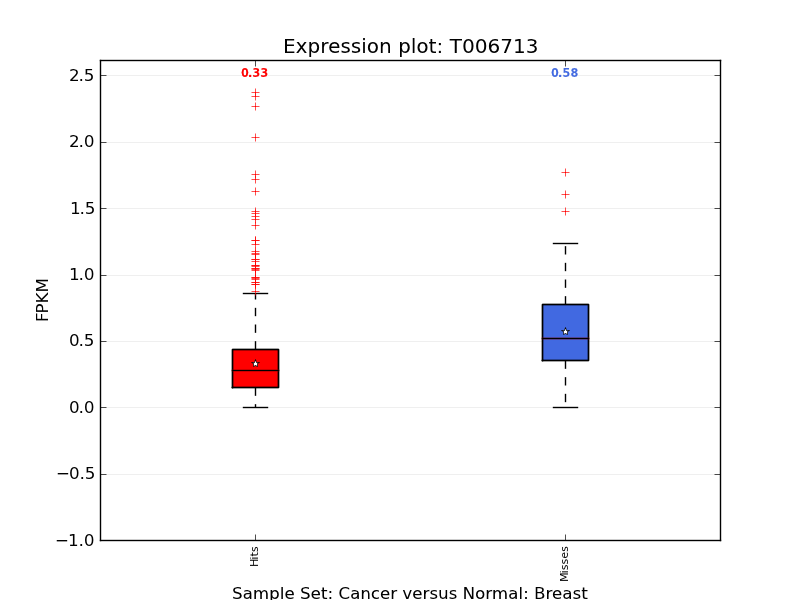 Expression plot: T006713
0.33
0.58
2.5
2.0
1.5
1.0
0.5
0.0
−0.5
−1.0
FPKM
Hits
Misses
Sample Set: Cancer versus Normal: Breast